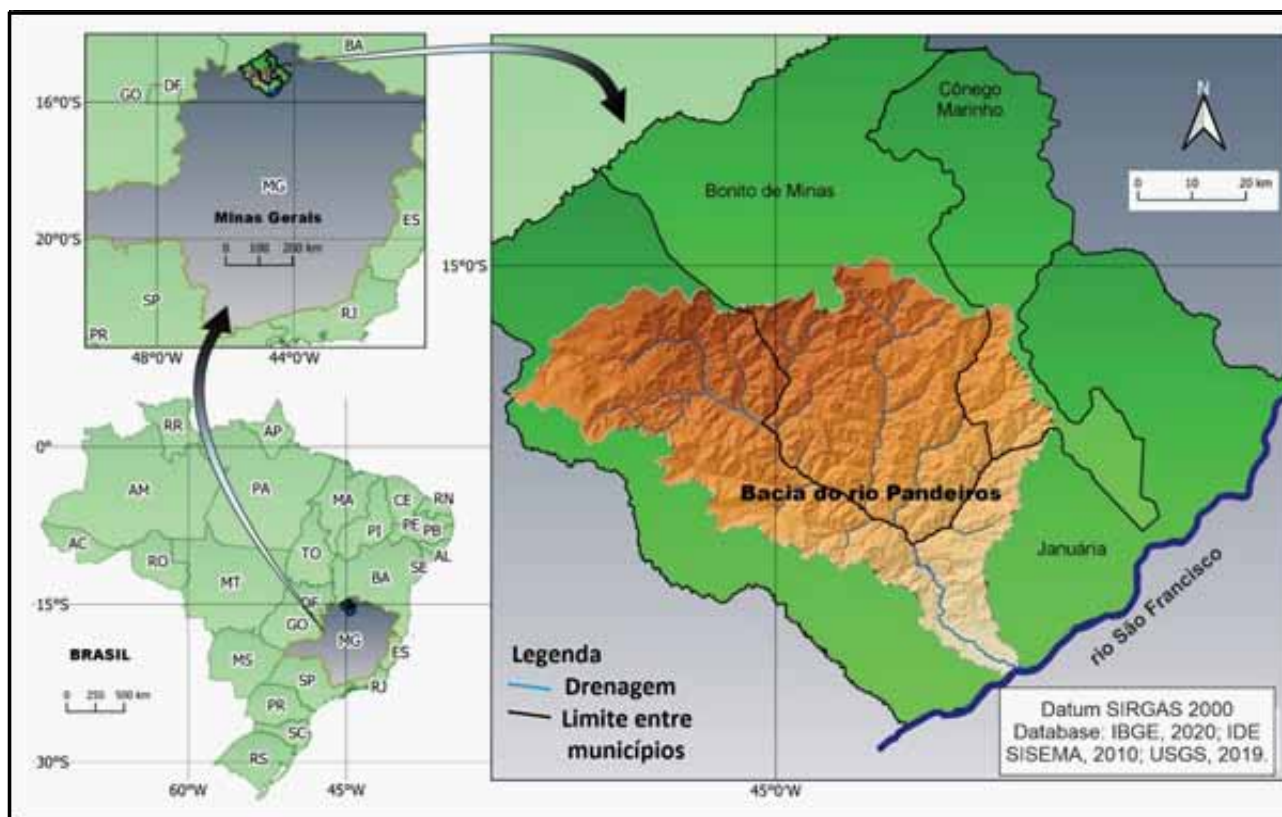 BA
GO
DF
16°0'S
MG
Minas Gerais
0 100 200 km
ES
20°0'S
SP
RJ
PR
48°0'W
44°0'W
RR
AP
0°
AM
PA
MA
CE
RN
PI
PE
PB
AC
TO
AL
RO
SE
MT
BA
15°S
DF
GO
MG
BRASIL
MS
ES
0 250 500 km
SP
RJ
PR
SC
RS
30°S
60°W
45°W
Cônego
Marinho
N
Bonito de Minas
0 10 20 km
15°0'S
Bacia do rio Pandeiros
Januária
rio São Francisco
Legenda
Drenagem
Limite entre
municípios
Datum SIRGAS 2000
Database: IBGE, 2020; IDE
SISEMA, 2010; USGS, 2019.
45°0'W